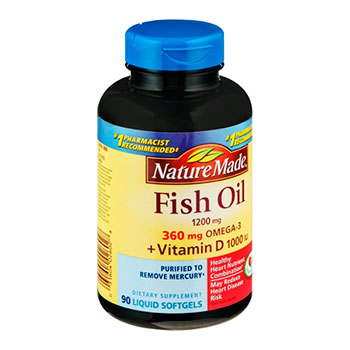 #1 PHARMACIST
RECOMMENDED‡
Nature Made®
Fish Oil
1200 mg
360 mg OMEGA-3
+ Vitamin D 1000 IU
PURIFIED TO
REMOVE MERCURY
Healthy
Heart Nutrient
Combination
May Reduce
Heart Disease
Risk
DIETARY SUPPLEMENT
90 LIQUID SOFTGELS